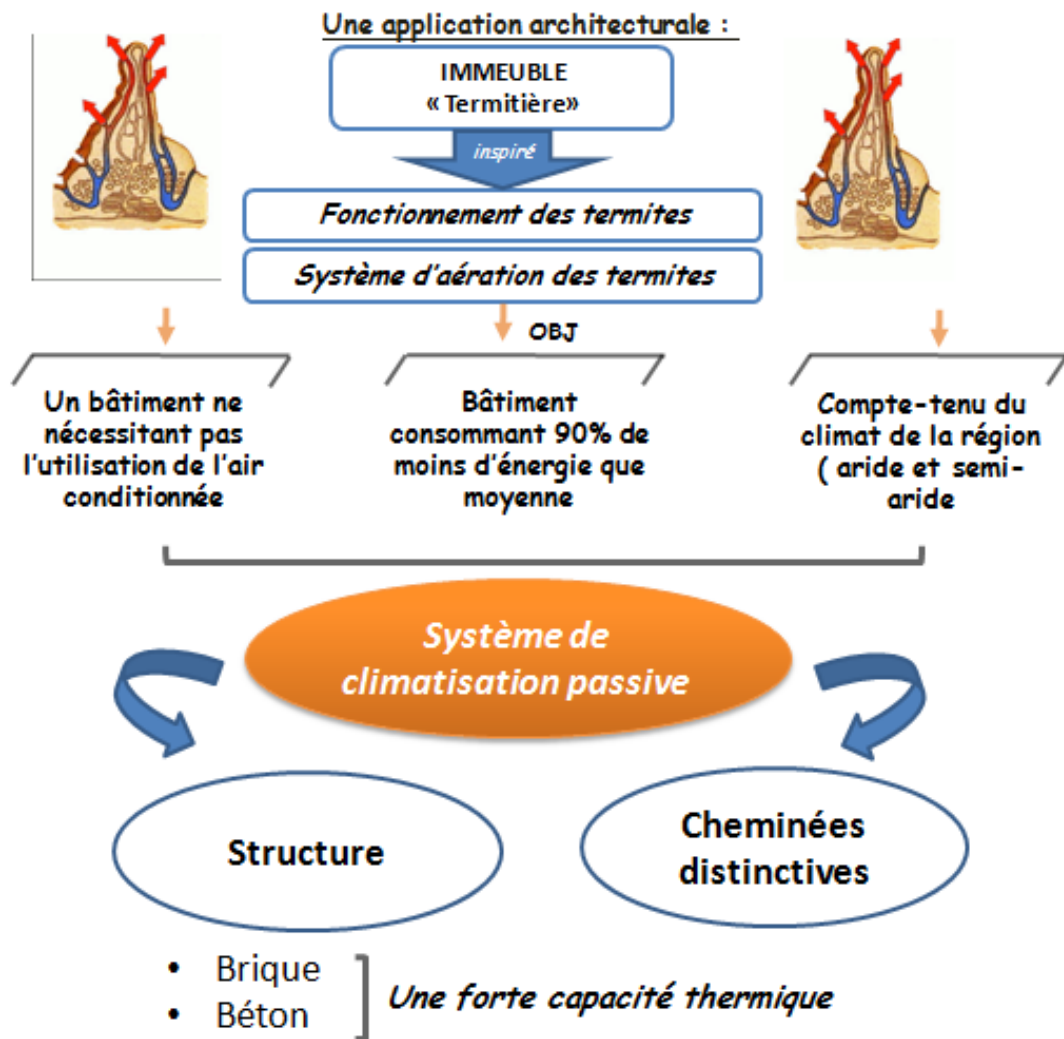 Une application architecturale :
IMMEUBLE
« Termitière»
inspiré
Fonctionnement des termites
Système d'aération des termites
OBJ
Un bâtiment ne
nécessitant pas
l'utilisation de l'air
conditionnée
Bâtiment
consommant 90% de
moins d'énergie que
moyenne
Compte-tenu du
climat de la région
( aride et semi-
aride
Système de
climatisation passive
Structure
Cheminées
distinctives
• Brique
• Béton
Une forte capacité thermique